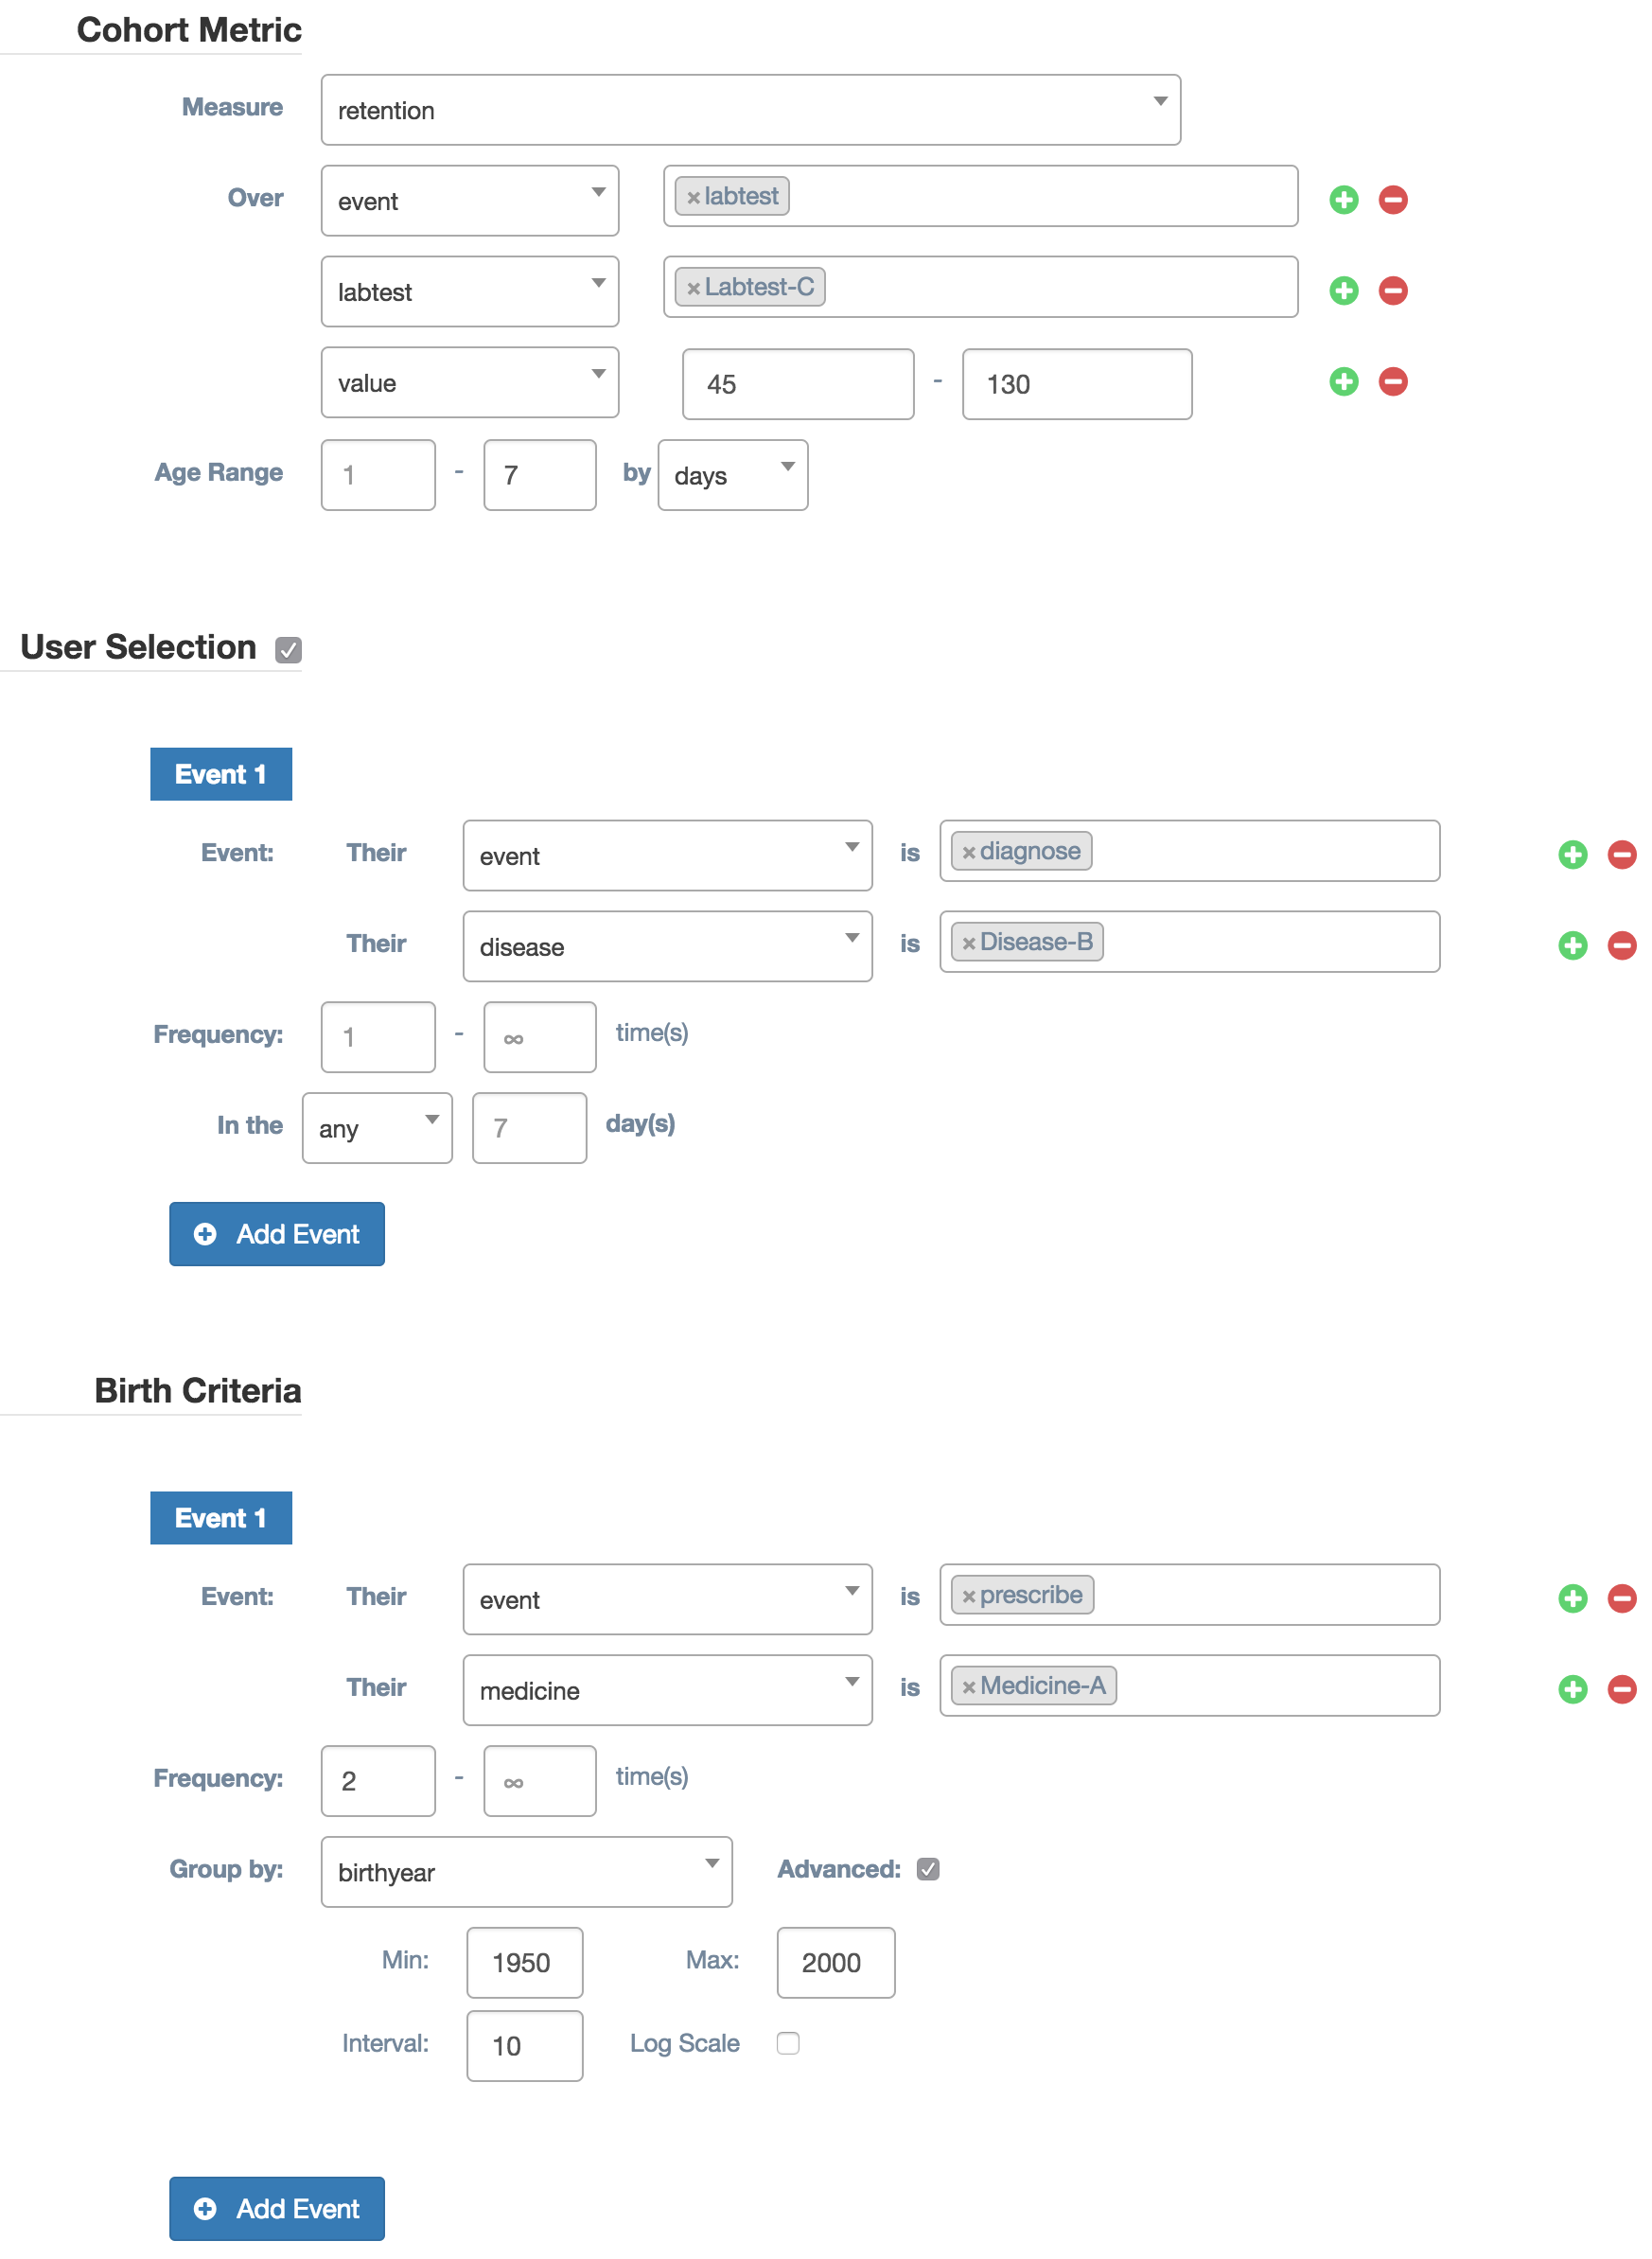 Cohort Metric
Measure retention
Over event ×labtest
labtest ×Labtest-C
value 45 - 130
Age Range 1 - 7 by days
User Selection
Event 1
Event: Their event is ×diagnose
Their disease is ×Disease-B
Frequency: 1 - ∞ time(s)
In the any 7 day(s)
Add Event
Birth Criteria
Event 1
Event: Their event is ×prescribe
Their medicine is ×Medicine-A
Frequency: 2 - ∞ time(s)
Group by: birthyear Advanced:
Min: 1950 Max: 2000
Interval: 10 Log Scale
Add Event